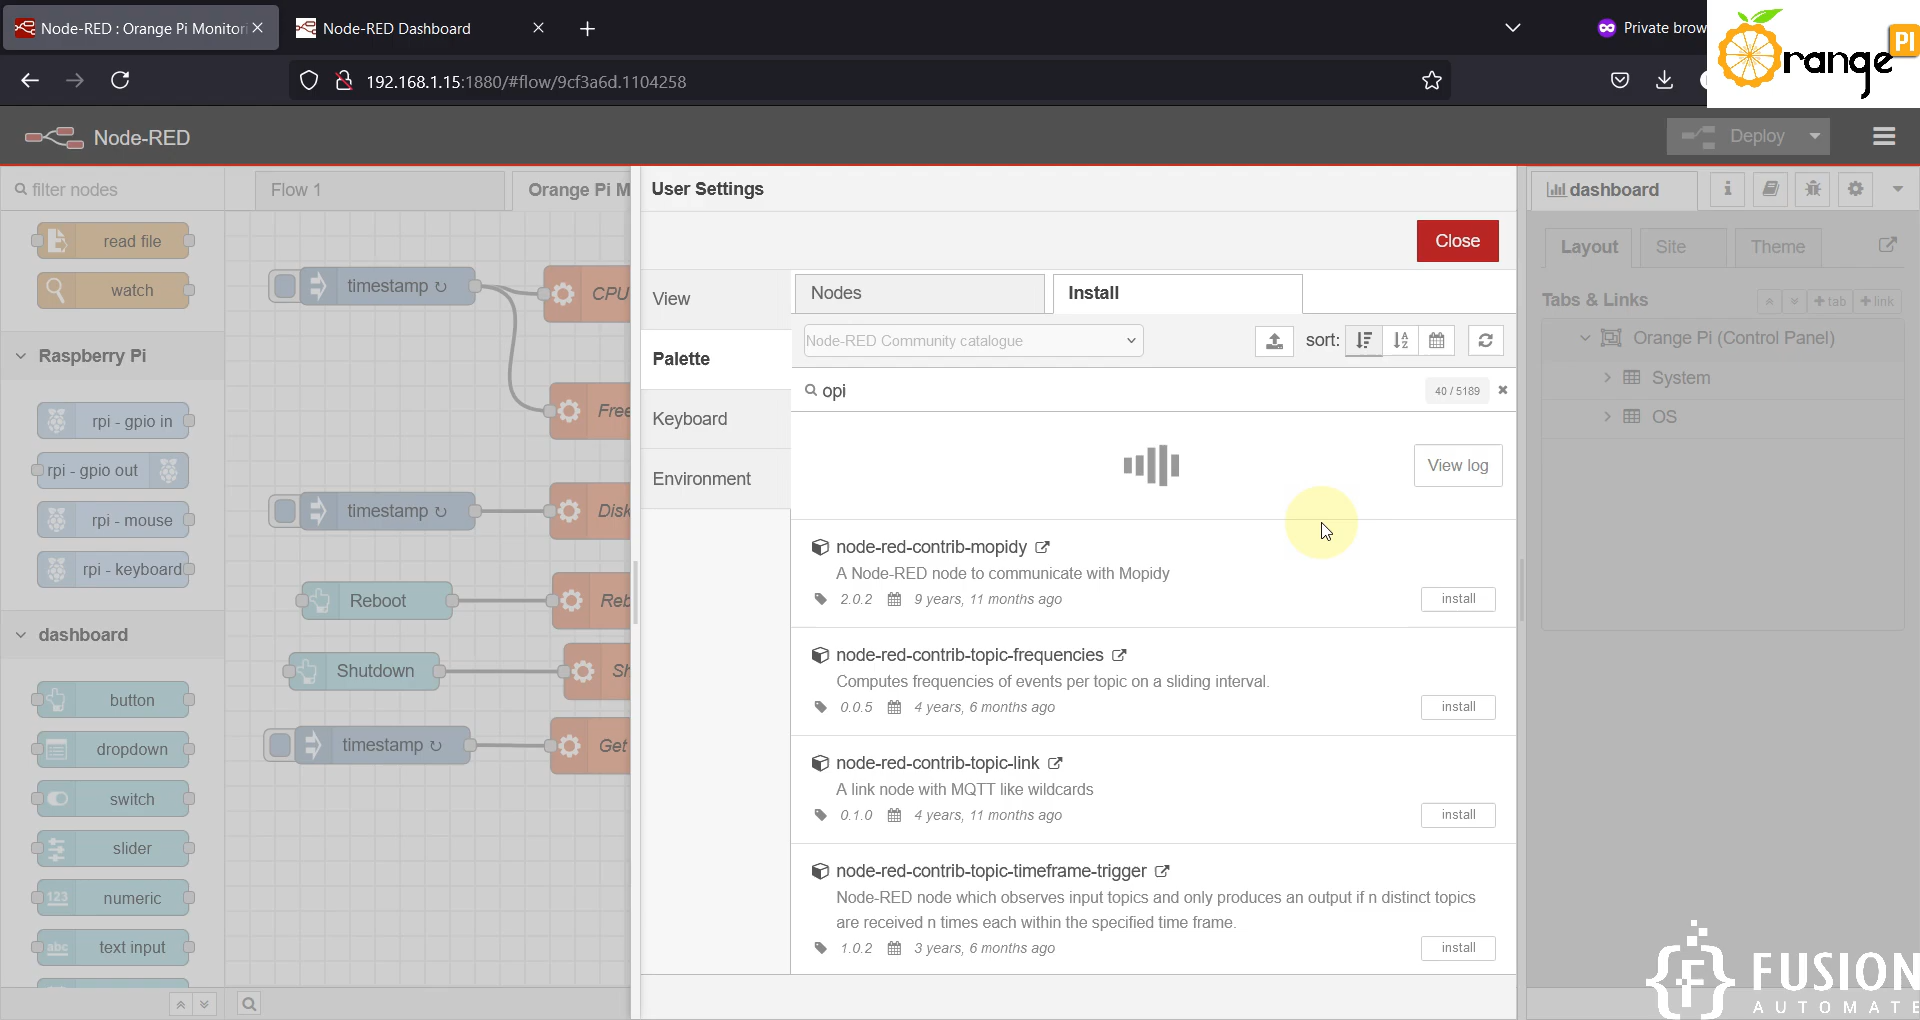 Node-RED : Orange Pi Monitori
Node-RED Dashboard
Private brow
range PI
192.168.1.15:1880/#flow/9cf3a6d.1104258
Node-RED
Deploy
filter nodes
Flow 1
Orange Pi M
User Settings
dashboard
read file
Close
Layout
Site
Theme
watch
timestamp ↻
CPU
View
Nodes
Install
Tabs & Links
+ tab
+ link
Raspberry Pi
Palette
Node-RED Community catalogue
sort:
Orange Pi (Control Panel)
System
OS
rpi - gpio in
Free
Keyboard
opi
40 / 5189
rpi - gpio out
Environment
View log
rpi - mouse
timestamp ↻
Disk
rpi - keyboard
node-red-contrib-mopidy
A Node-RED node to communicate with Mopidy
2.0.2
9 years, 11 months ago
install
Reboot
Reb
dashboard
node-red-contrib-topic-frequencies
Computes frequencies of events per topic on a sliding interval.
0.0.5
4 years, 6 months ago
install
Shutdown
Sh
button
dropdown
timestamp ↻
Get
node-red-contrib-topic-link
A link node with MQTT like wildcards
0.1.0
4 years, 11 months ago
install
switch
slider
node-red-contrib-topic-timeframe-trigger
Node-RED node which observes input topics and only produces an output if n distinct topics
are received n times each within the specified time frame.
1.0.2
3 years, 6 months ago
install
123
numeric
abc
text input
FUSION
AUTOMATE